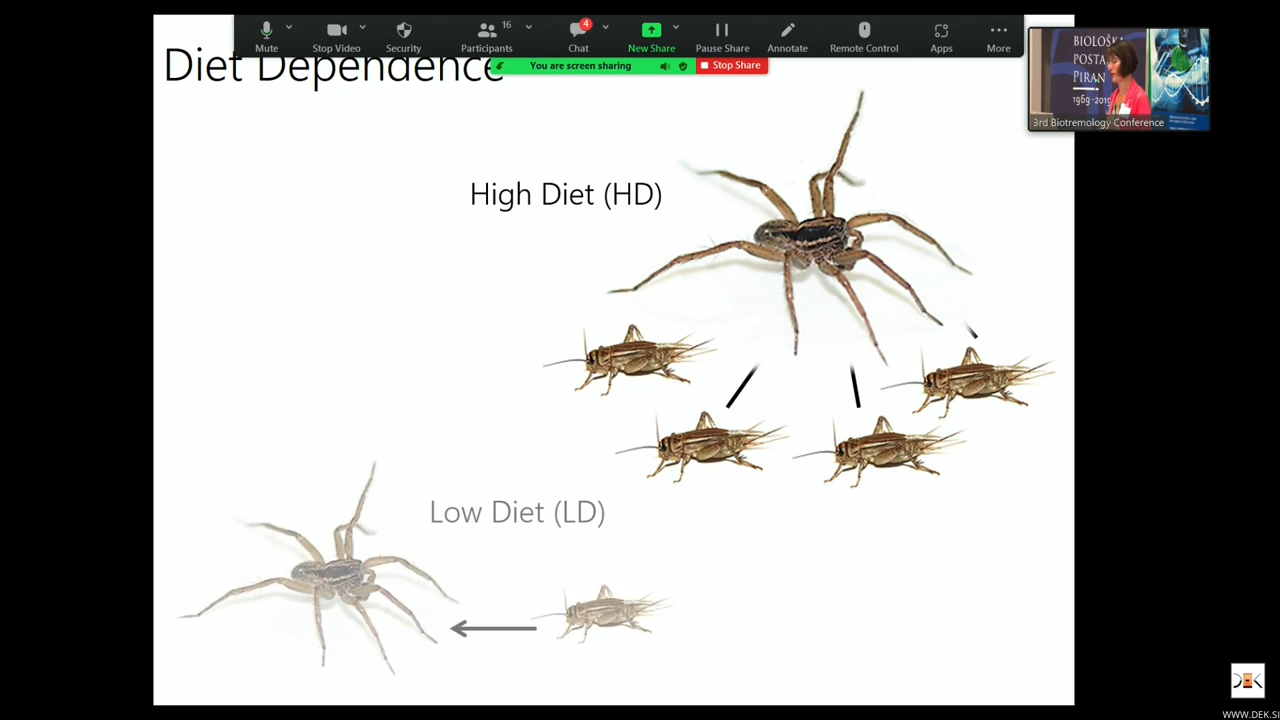 16
4
Mute
Stop Video
Security
Participants
Chat
New Share
Pause Share
Annotate
Remote Control
Apps
More
You are screen sharing
Stop Share
Diet Dependence
BIOLOŠKA
POSTA
PIRAN
1969-2019
3rd Biotremology Conference
High Diet (HD)
Low Diet (LD)
WWW.DEK.SI